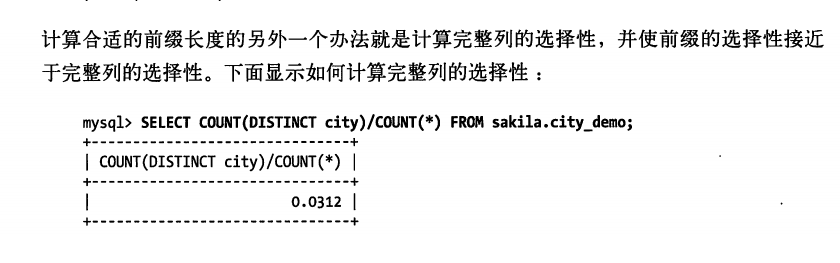 计算合适的前缀长度的另外一个办法就是计算完整列的选择性，并使前缀的选择性接近
于完整列的选择性。下面显示如何计算完整列的选择性：
mysql> SELECT COUNT(DISTINCT city)/COUNT(*) FROM sakila.city_demo;
+-------------------------------+
| COUNT(DISTINCT city)/COUNT(*) |
+-------------------------------+
|                        0.0312 |
+-------------------------------+